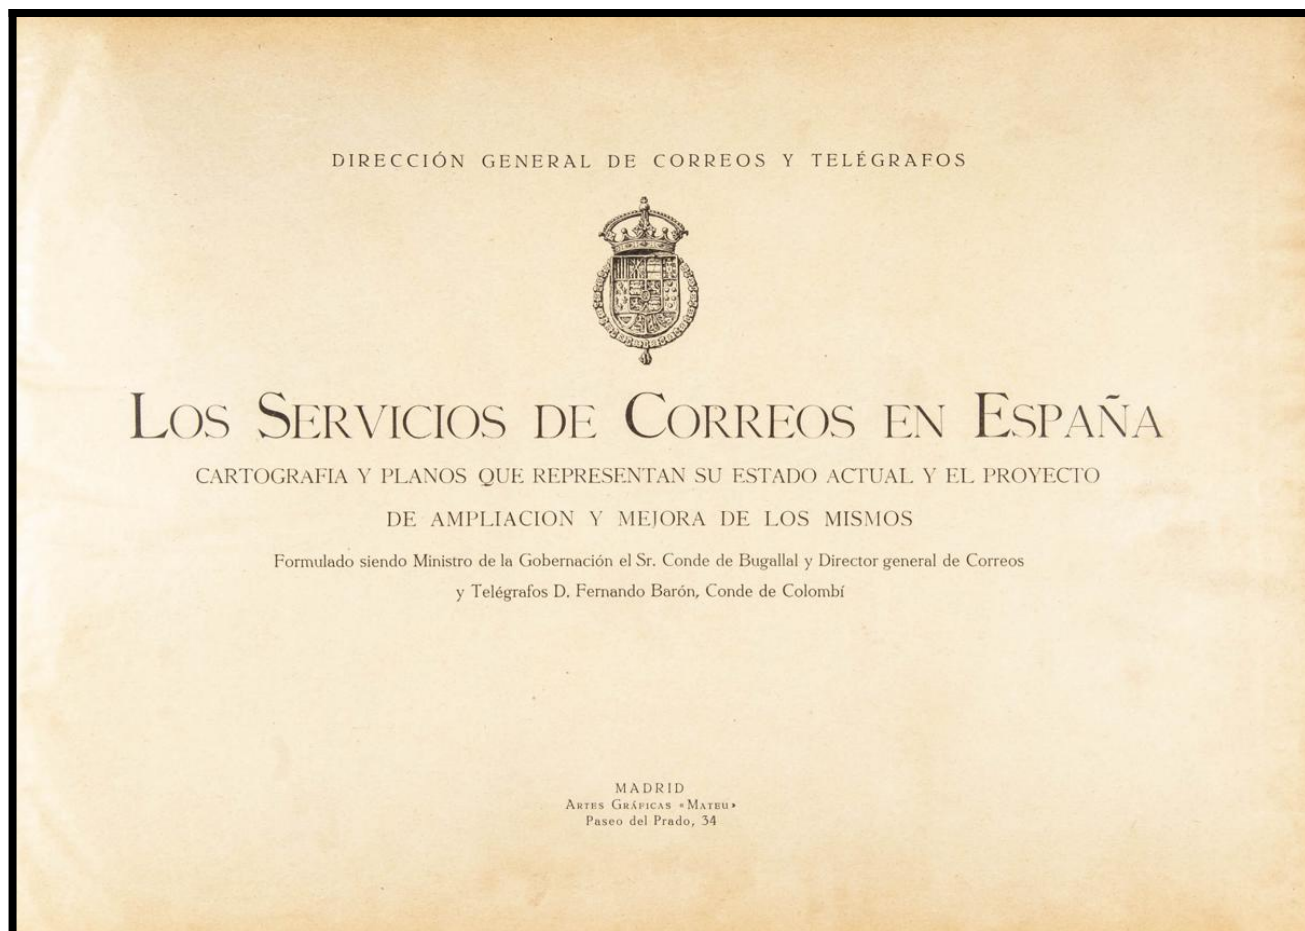 DIRECCIÓN GENERAL DE CORREOS Y TELÉGRAFOS
LOS SERVICIOS DE CORREOS EN ESPAÑA
CARTOGRAFIA Y PLANOS QUE REPRESENTAN SU ESTADO ACTUAL Y EL PROYECTO
DE AMPLIACION Y MEJORA DE LOS MISMOS
Formulado siendo Ministro de la Gobernación el Sr. Conde de Bugallal y Director general de Correos
y Telégrafos D. Fernando Barón, Conde de Colombí
MADRID
ARTES GRÁFICAS «MATEU»
Paseo del Prado, 34